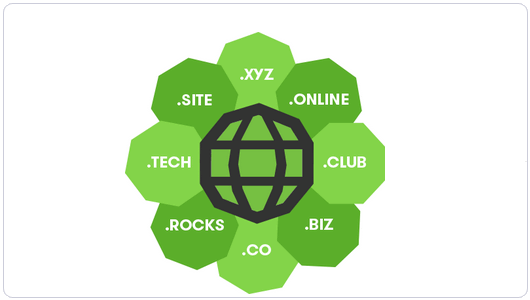 .XYZ
.SITE
.ONLINE
.TECH
.CLUB
.ROCKS
.BIZ
.CO